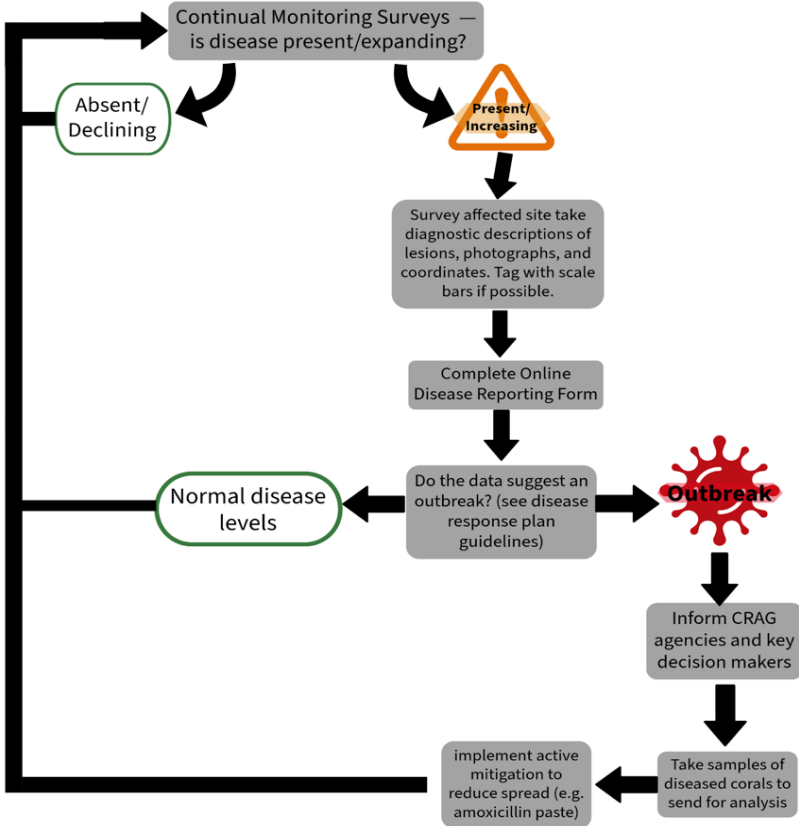 Continual Monitoring Surveys —
is disease present/expanding?
Absent/
Declining
Present/
Increasing
Survey affected site take
diagnostic descriptions of
lesions, photographs, and
coordinates. Tag with scale
bars if possible.
Complete Online
Disease Reporting Form
Do the data suggest an
outbreak? (see disease
response plan
guidelines)
Normal disease
levels
Outbreak
Inform CRAG
agencies and key
decision makers
Take samples of
diseased corals to
send for analysis
implement active
mitigation to
reduce spread (e.g.
amoxicillin paste)